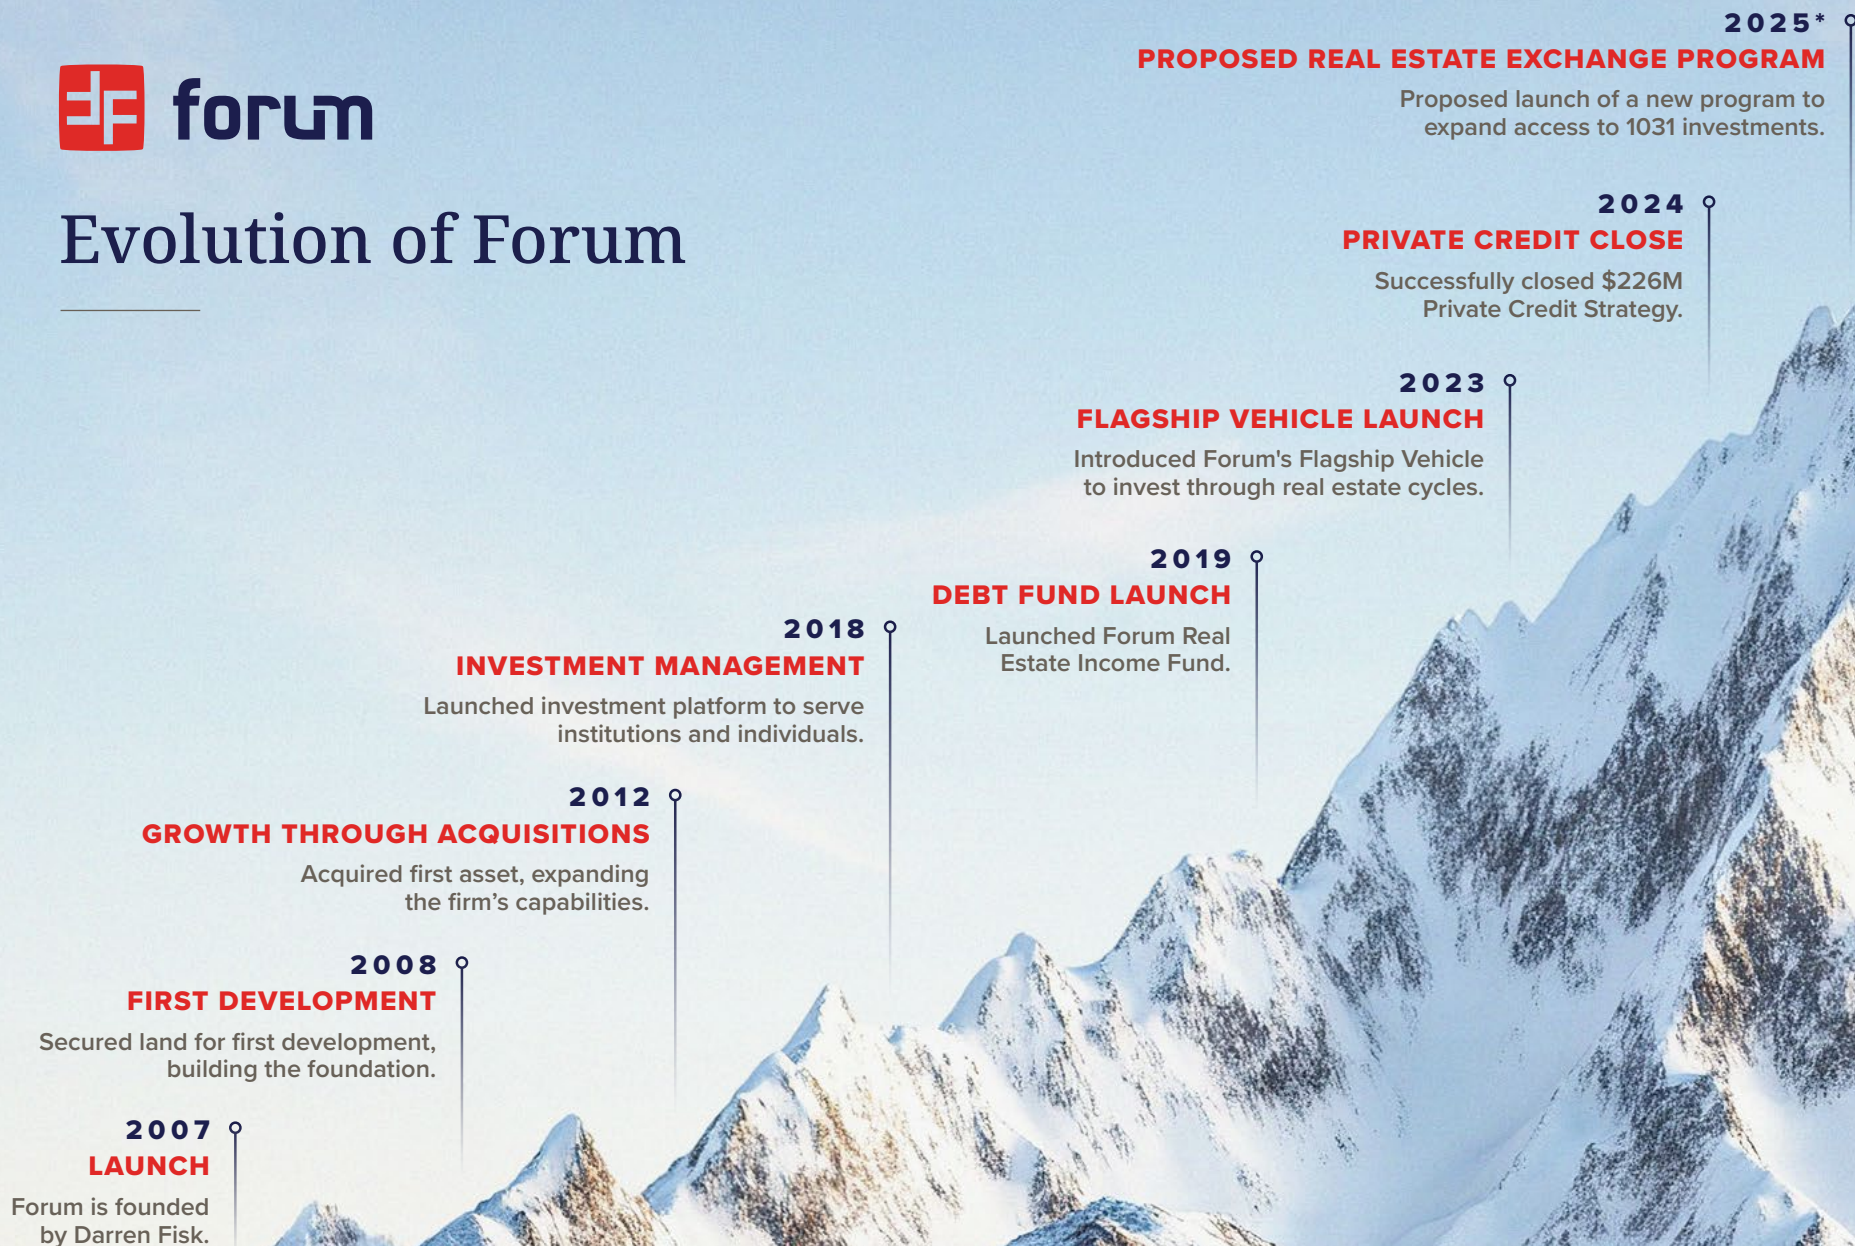 forum
Evolution of Forum
2025*
PROPOSED REAL ESTATE EXCHANGE PROGRAM
Proposed launch of a new program to
expand access to 1031 investments.
2024
PRIVATE CREDIT CLOSE
Successfully closed $226M
Private Credit Strategy.
2023
FLAGSHIP VEHICLE LAUNCH
Introduced Forum's Flagship Vehicle
to invest through real estate cycles.
2019
DEBT FUND LAUNCH
Launched Forum Real
Estate Income Fund.
2018
INVESTMENT MANAGEMENT
Launched investment platform to serve
institutions and individuals.
2012
GROWTH THROUGH ACQUISITIONS
Acquired first asset, expanding
the firm’s capabilities.
2008
FIRST DEVELOPMENT
Secured land for first development,
building the foundation.
2007
LAUNCH
Forum is founded
by Darren Fisk.